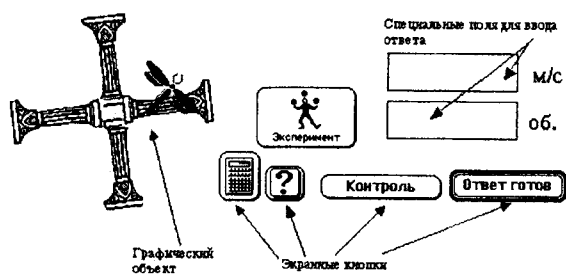 Специальные поля для ввода
ответа
м/с
об.
Эксперимент
?
Контроль
Ответ готов
Графический
объект
Экранные кнопки